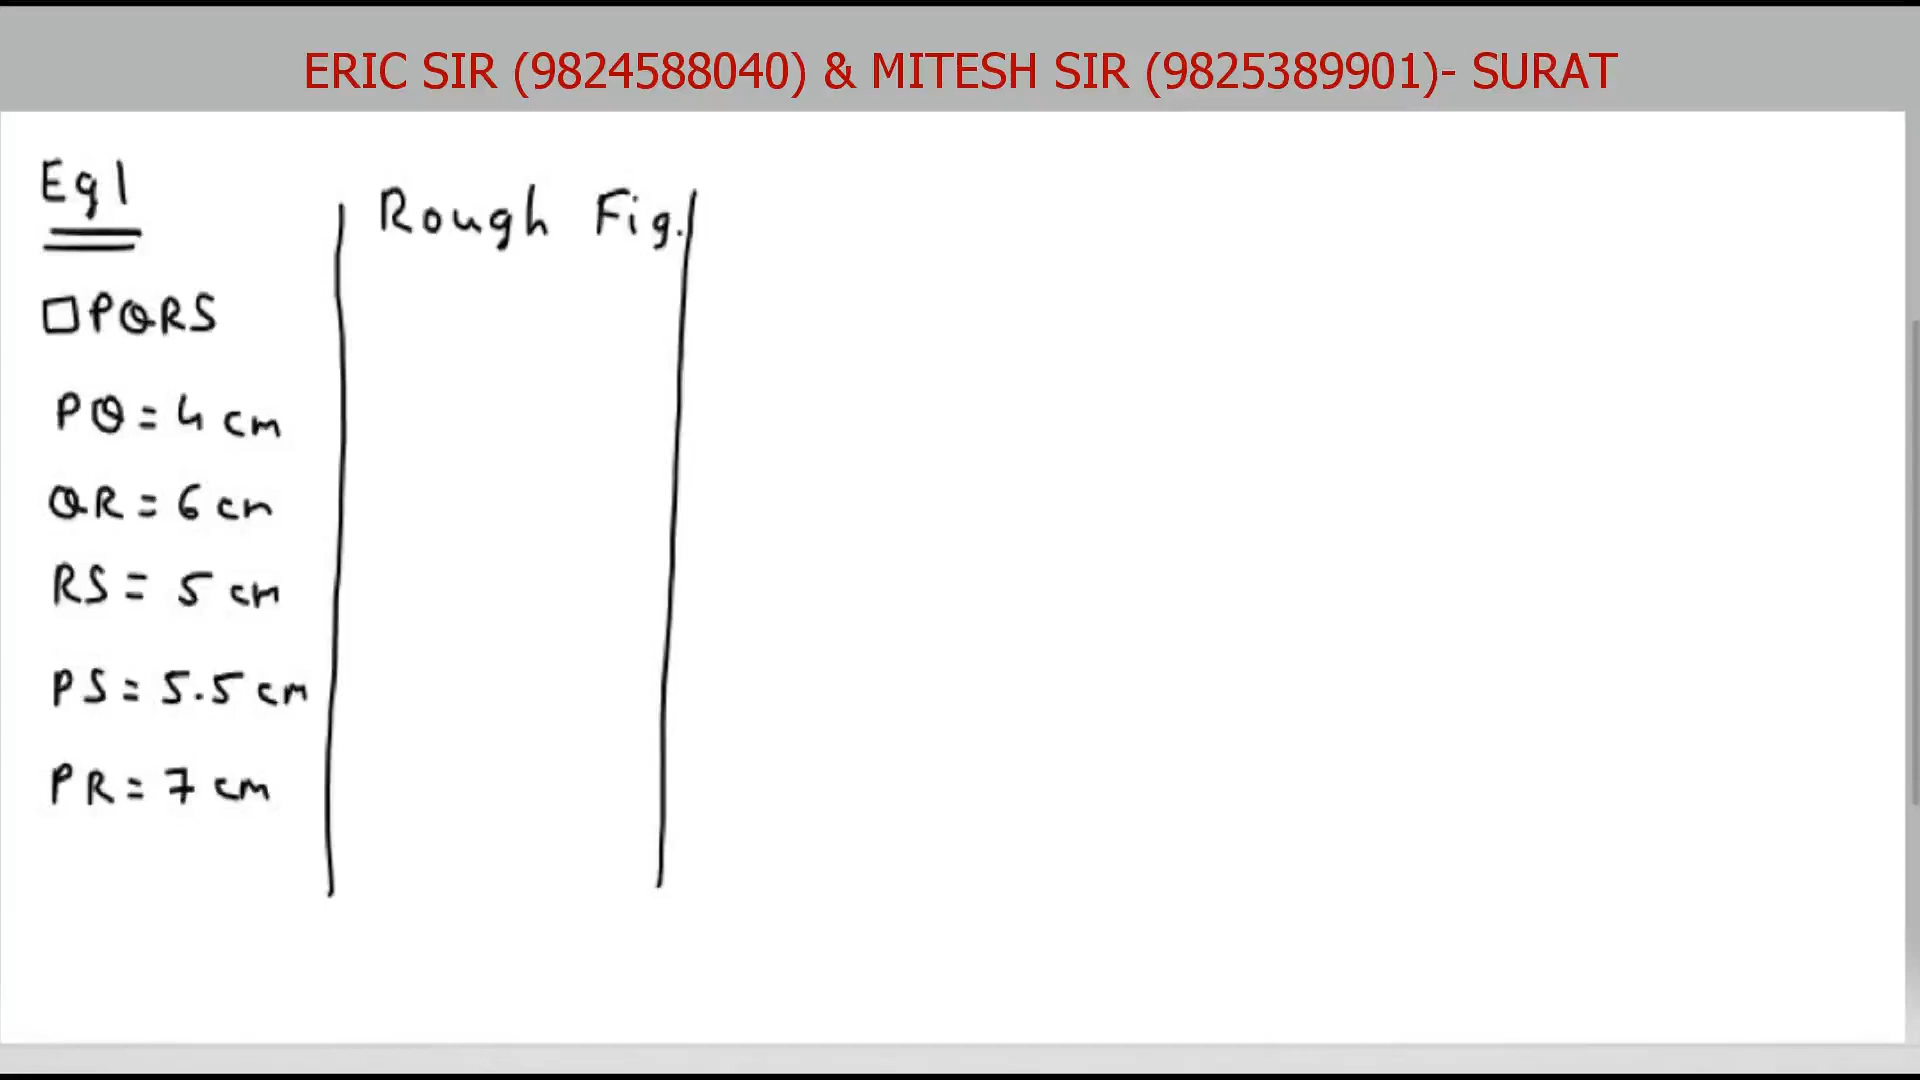 ERIC SIR (9824588040) & MITESH SIR (9825389901)- SURAT
Eg 1
□PQRS
PQ = 4 cm
QR = 6 cm
RS = 5 cm
PS = 5.5 cm
PR = 7 cm
Rough Fig.